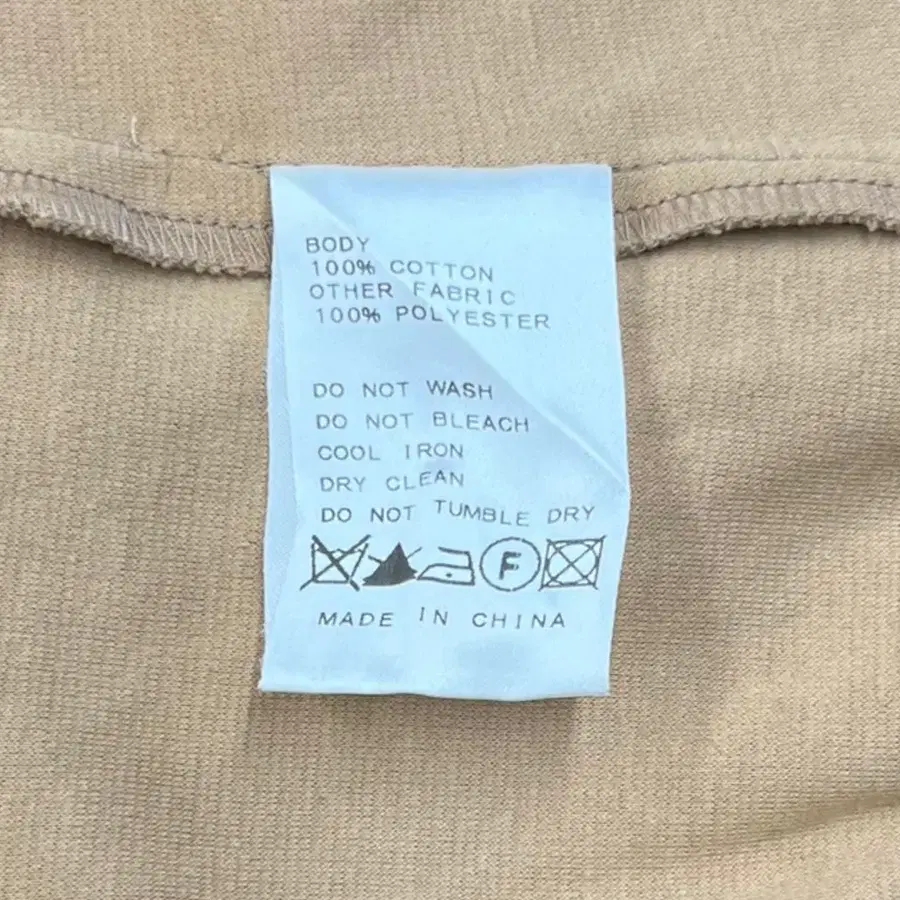 BODY
100% COTTON
OTHER FABRIC
100% POLYESTER
DO NOT WASH
DO NOT BLEACH
COOL IRON
DRY CLEAN
DO NOT TUMBLE DRY
F
MADE IN CHINA